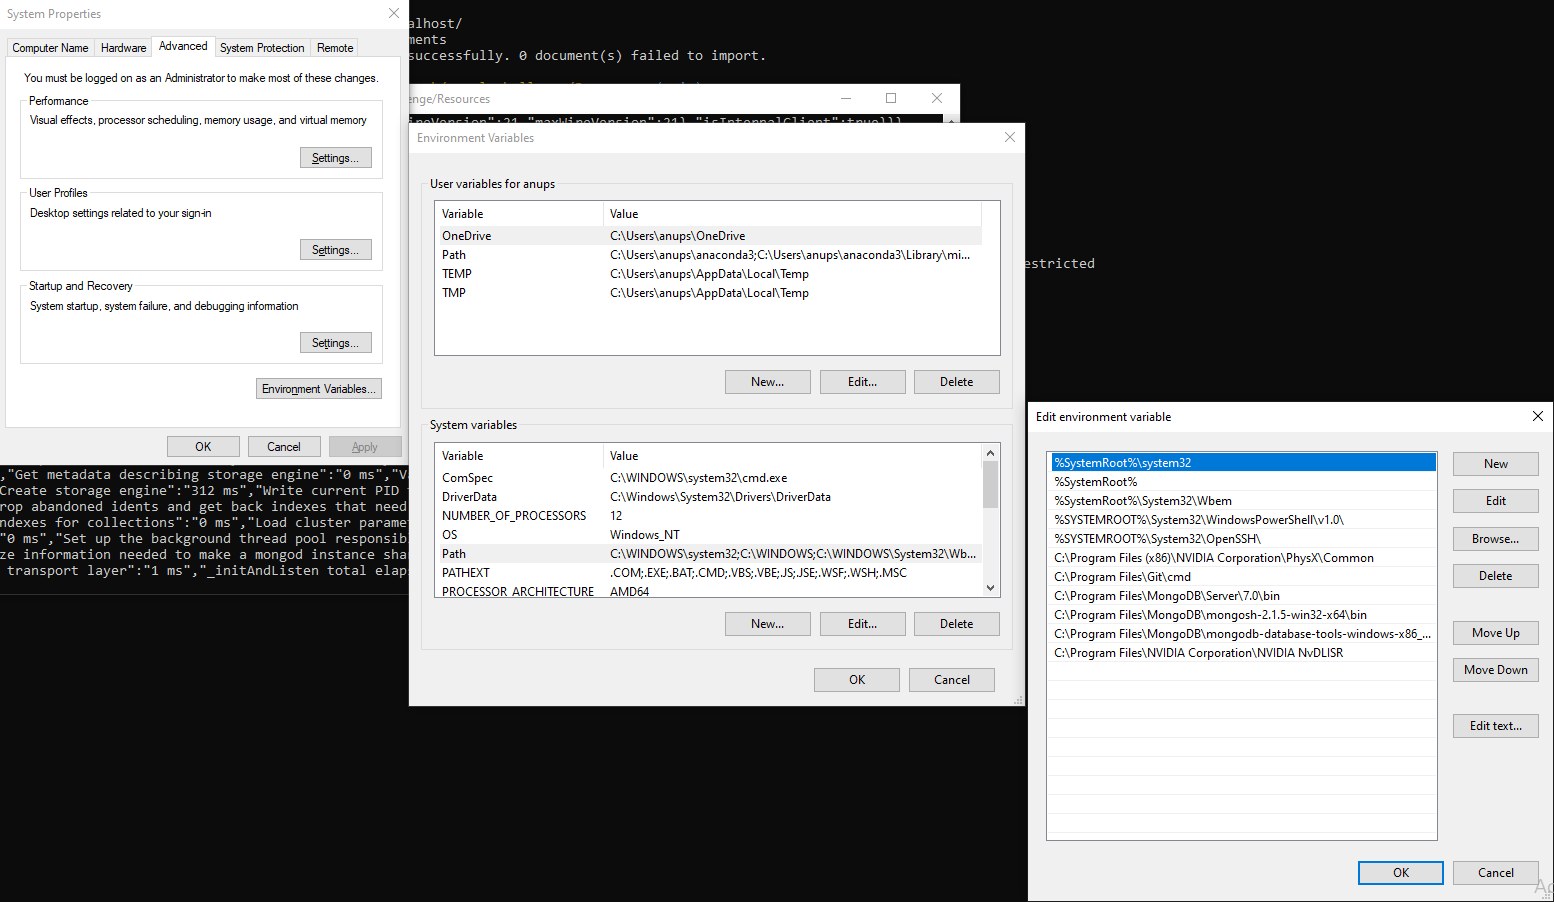 System Properties
Computer Name
Hardware
Advanced
System Protection
Remote
You must be logged on as an Administrator to make most of these changes.
Performance
Visual effects, processor scheduling, memory usage, and virtual memory
Settings...
User Profiles
Desktop settings related to your sign-in
Settings...
Startup and Recovery
System startup, system failure, and debugging information
Settings...
Environment Variables...
OK
Cancel
Apply
alhost/
ments
successfully. 0 document(s) failed to import.
enge/Resources
ireVersion":21,"maxWireVersion":21},"isInternalClient":true}}}
estricted
,"Get metadata describing storage engine":"0 ms","V
Create storage engine":"312 ms","Write current PID
rop abandoned idents and get back indexes that need
ndexes for collections":"0 ms","Load cluster parame
"0 ms","Set up the background thread pool responsib
ze information needed to make a mongod instance sha
transport layer":"1 ms","_initAndListen total elap
Environment Variables
User variables for anups
Variable Value
OneDrive C:\Users\anups\OneDrive
Path C:\Users\anups\anaconda3;C:\Users\anups\anaconda3\Library\mi...
TEMP C:\Users\anups\AppData\Local\Temp
TMP C:\Users\anups\AppData\Local\Temp
New... Edit... Delete
System variables
Variable Value
ComSpec C:\WINDOWS\system32\cmd.exe
DriverData C:\Windows\System32\Drivers\DriverData
NUMBER_OF_PROCESSORS 12
OS Windows_NT
Path C:\WINDOWS\system32;C:\WINDOWS;C:\WINDOWS\System32\Wb...
PATHEXT .COM;.EXE;.BAT;.CMD;.VBS;.VBE;.JS;.JSE;.WSF;.WSH;.MSC
PROCESSOR_ARCHITECTURE AMD64
New... Edit... Delete
OK Cancel
Edit environment variable
%SystemRoot%\system32
%SystemRoot%
%SystemRoot%\System32\Wbem
%SYSTEMROOT%\System32\WindowsPowerShell\v1.0\
%SYSTEMROOT%\System32\OpenSSH\
C:\Program Files (x86)\NVIDIA Corporation\PhysX\Common
C:\Program Files\Git\cmd
C:\Program Files\MongoDB\Server\7.0\bin
C:\Program Files\MongoDB\mongosh-2.1.5-win32-x64\bin
C:\Program Files\MongoDB\mongodb-database-tools-windows-x86_...
C:\Program Files\NVIDIA Corporation\NVIDIA NvDLISR
New
Edit
Browse...
Delete
Move Up
Move Down
Edit text...
OK
Cancel